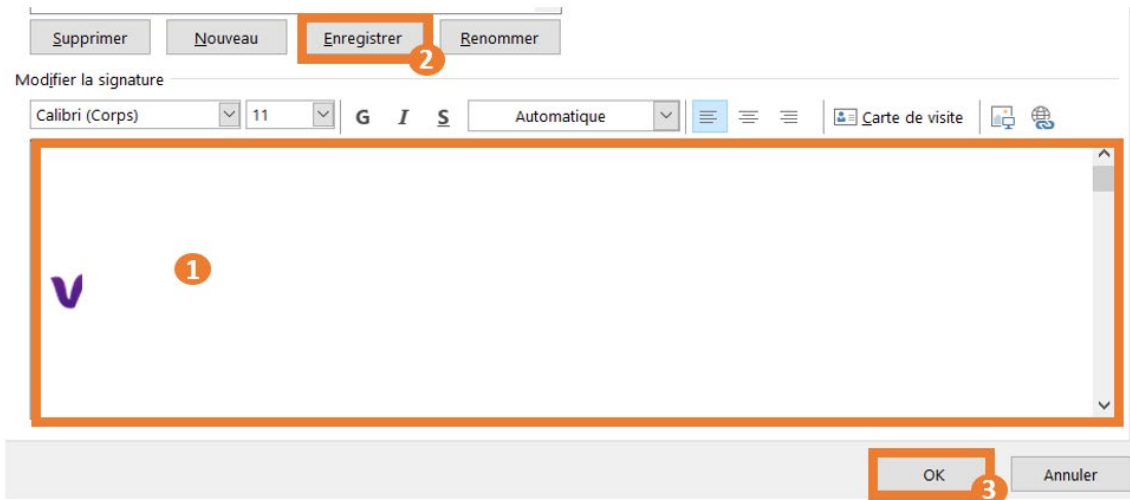 Supprimer Nouveau Enregistrer Renommer
2
Modifier la signature
Calibri (Corps) 11 G I S Automatique Carte de visite
1
V
OK Annuler
3